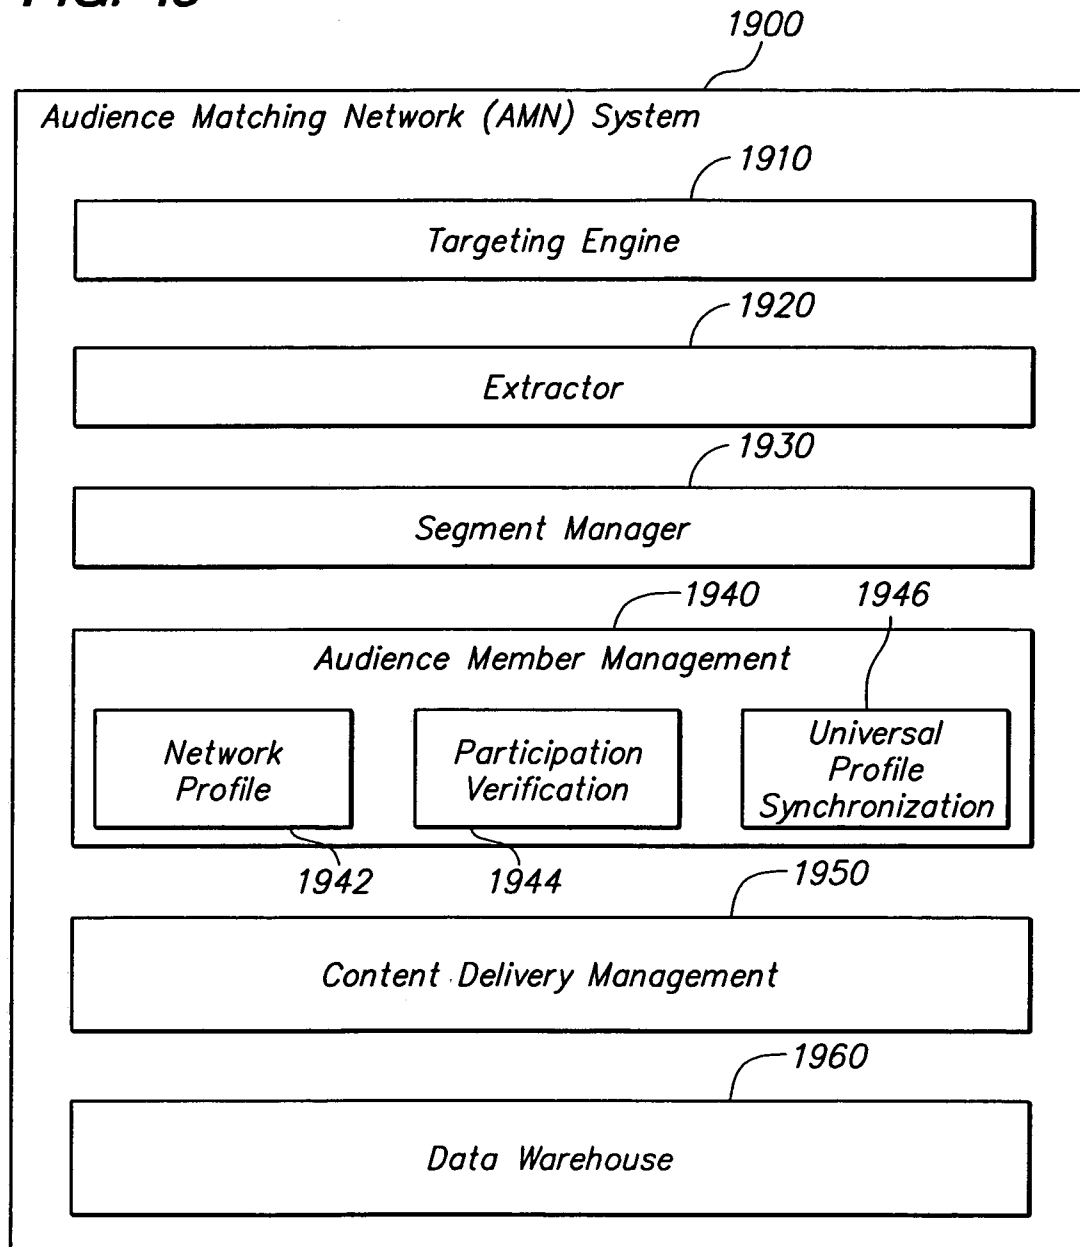 1900
Audience Matching Network (AMN) System
1910
Targeting Engine
1920
Extractor
1930
Segment Manager
1940
1946
Audience Member Management
Network
Profile
Participation
Verification
Universal
Profile
Synchronization
1942
1944
1950
Content Delivery Management
1960
Data Warehouse